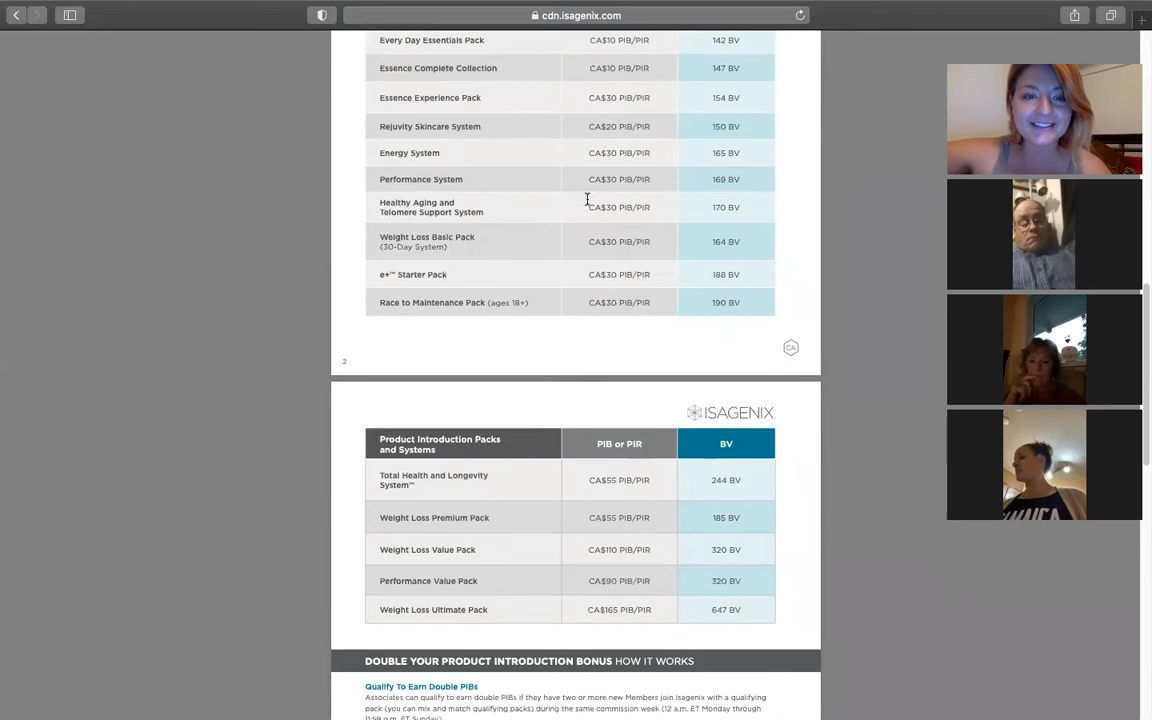 cdn.isagenix.com
Every Day Essentials Pack CA$10 PIB/PIR 142 BV
Essence Complete Collection CA$10 PIB/PIR 147 BV
Essence Experience Pack CA$30 PIB/PIR 154 BV
Rejuvity Skincare System CA$20 PIB/PIR 150 BV
Energy System CA$30 PIB/PIR 165 BV
Performance System CA$30 PIB/PIR 169 BV
Healthy Aging and
Telomere Support System CA$30 PIB/PIR 170 BV
Weight Loss Basic Pack
(30-Day System) CA$30 PIB/PIR 164 BV
e+™ Starter Pack CA$30 PIB/PIR 188 BV
Race to Maintenance Pack (ages 18+) CA$30 PIB/PIR 190 BV
CA
2
ISAGENIX
Product Introduction Packs
and Systems PIB or PIR BV
Total Health and Longevity
System™ CA$55 PIB/PIR 244 BV
Weight Loss Premium Pack CA$55 PIB/PIR 185 BV
Weight Loss Value Pack CA$110 PIB/PIR 320 BV
Performance Value Pack CA$90 PIB/PIR 320 BV
Weight Loss Ultimate Pack CA$165 PIB/PIR 647 BV
DOUBLE YOUR PRODUCT INTRODUCTION BONUS HOW IT WORKS
Qualify To Earn Double PIBs
Associates can qualify to earn double PIBs if they have two or more new Members join isagenix with a qualifying
pack (you can mix and match qualifying packs) during the same commission week (12 a.m. ET Monday through
11:59 p.m. ET Sunday)